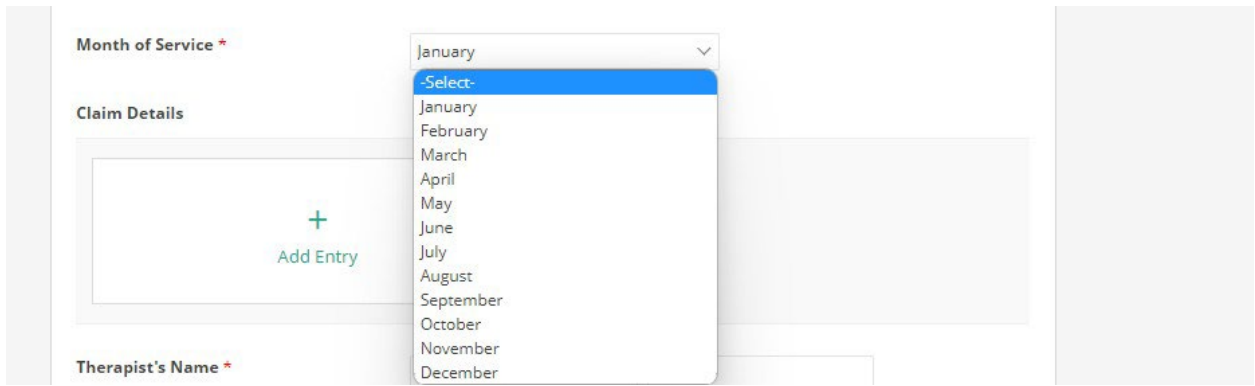 Month of Service *
January
-Select-
January
February
March
April
May
June
July
August
September
October
November
December
Claim Details
+
Add Entry
Therapist's Name *